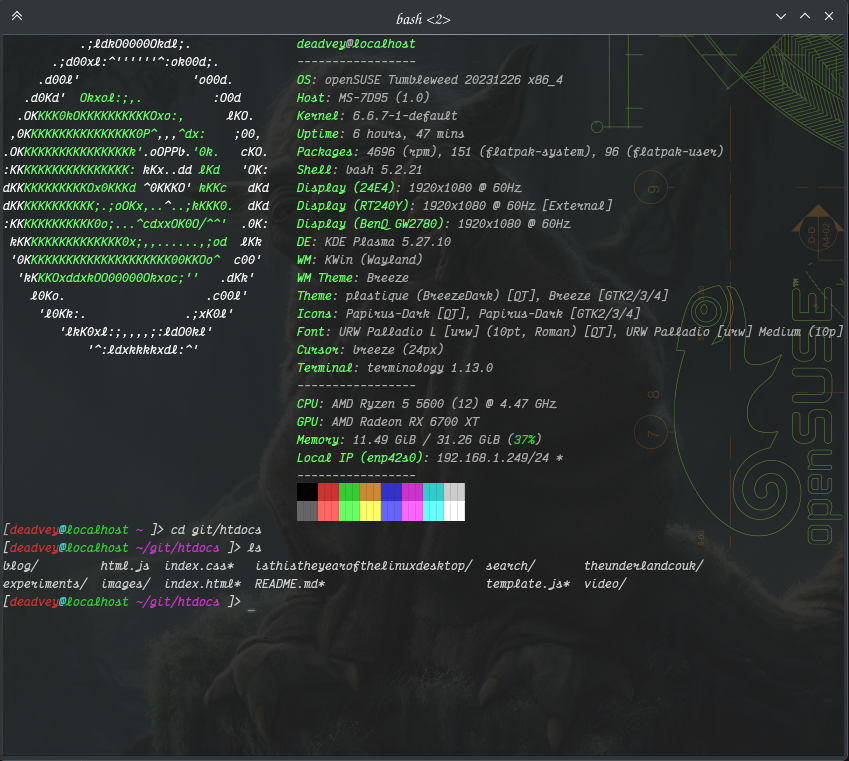 bash <2>
.;ldkO0000Okdl;.
.;d00xl:^''''''^:ok00d;.
.d00l'                'o00d.
.d0Kd'  Okxol:;,.          :O0d
.OKKKK0kOKKKKKKKKKKOxo:,      lKO.
,0KKKKKKKKKKKKKKKK0P^,,,^dx:    ;00,
.OKKKKKKKKKKKKKKKKk'.oOPPb.'0k.   cKO.
:KKKKKKKKKKKKKKKKK: kKx..dd lKd   'OK:
dKKKKKKKKKKKOx0KKKd ^0KKKO' kKKc   dKd
dKKKKKKKKKKKK;.;oOKx,..^..;kKKK0.  dKd
:KKKKKKKKKKKK0o;...^cdxxOK0O/^^'  .0K:
kKKKKKKKKKKKKKKK0x;,,......,;od  lKk
'0KKKKKKKKKKKKKKKKKKKKK00KKOo^  c00'
'kKKKOxddxkOO00000Okxoc;''   .dKk'
l0Ko.                    .c00l'
'l0Kk:.              .;xK0l'
'lkK0xl:;,,,,;:ldO0kl'
'^:ldxkkkkxdl:^'
deadvey@localhost
-----------------
OS: openSUSE Tumbleweed 20231226 x86_4
Host: MS-7D95 (1.0)
Kernel: 6.6.7-1-default
Uptime: 6 hours, 47 mins
Packages: 4696 (rpm), 151 (flatpak-system), 96 (flatpak-user)
Shell: bash 5.2.21
Display (24E4): 1920x1080 @ 60Hz
Display (RT240Y): 1920x1080 @ 60Hz [External]
Display (BenQ GW2780): 1920x1080 @ 60Hz
DE: KDE Plasma 5.27.10
WM: KWin (Wayland)
WM Theme: Breeze
Theme: plastique (BreezeDark) [QT], Breeze [GTK2/3/4]
Icons: Papirus-Dark [QT], Papirus-Dark [GTK2/3/4]
Font: URW Palladio L [urw] (10pt, Roman) [QT], URW Palladio [urw] Medium (10p]
Cursor: breeze (24px)
Terminal: terminology 1.13.0
-----------------
CPU: AMD Ryzen 5 5600 (12) @ 4.47 GHz
GPU: AMD Radeon RX 6700 XT
Memory: 11.49 GiB / 31.26 GiB (37%)
Local IP (enp42s0): 192.168.1.249/24 *
-----------------
[deadvey@localhost ~ ]> cd git/htdocs
[deadvey@localhost ~/git/htdocs ]> ls
blog/ html.js index.css* isthistheyearofthelinuxdesktop/ search/ theunderlandcouk/
experiments/ images/ index.html* README.md* template.js* video/
[deadvey@localhost ~/git/htdocs ]> _
9
D-D
A4-02
8
7
openSUSE